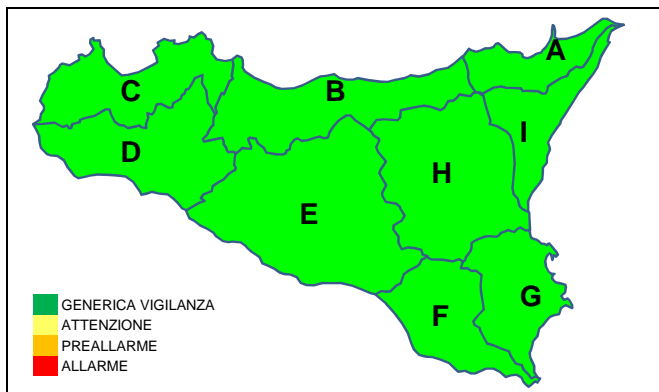 A
B
C
I
D
H
E
G
F
GENERICA VIGILANZA
ATTENZIONE
PREALLARME
ALLARME